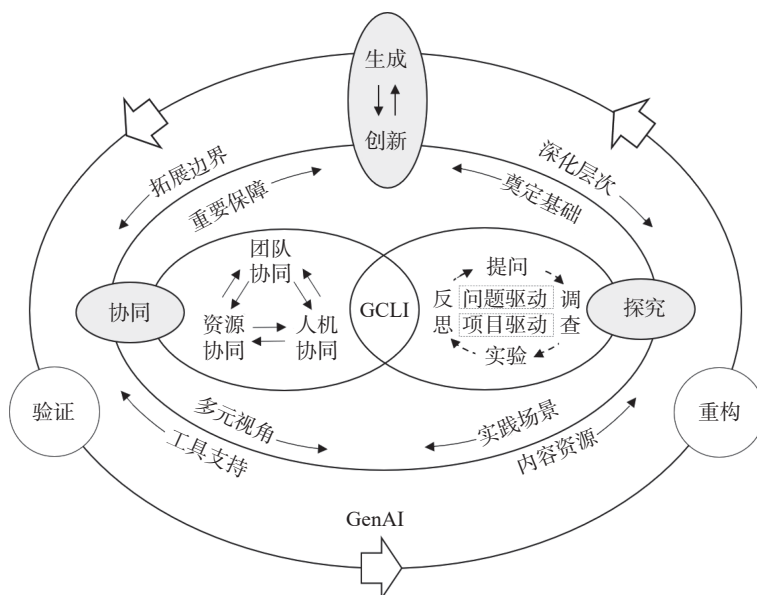 生成
创新
拓展边界
重要保障
深化层次
奠定基础
团队
协同
资源
协同
人机
协同
GCLI
提问
反思
问题驱动
项目驱动
调查
实验
协同
探究
验证
重构
多元视角
工具支持
实践场景
内容资源
GenAI